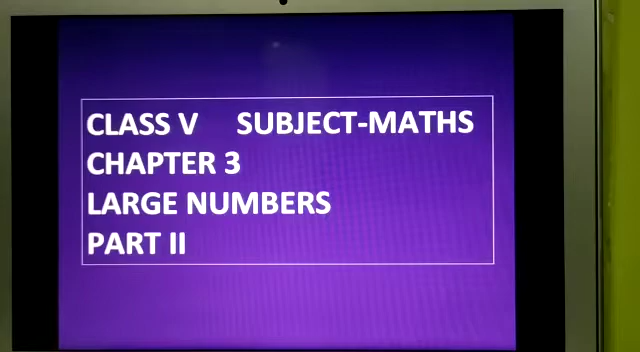 CLASS V SUBJECT-MATHS
CHAPTER 3
LARGE NUMBERS
PART II